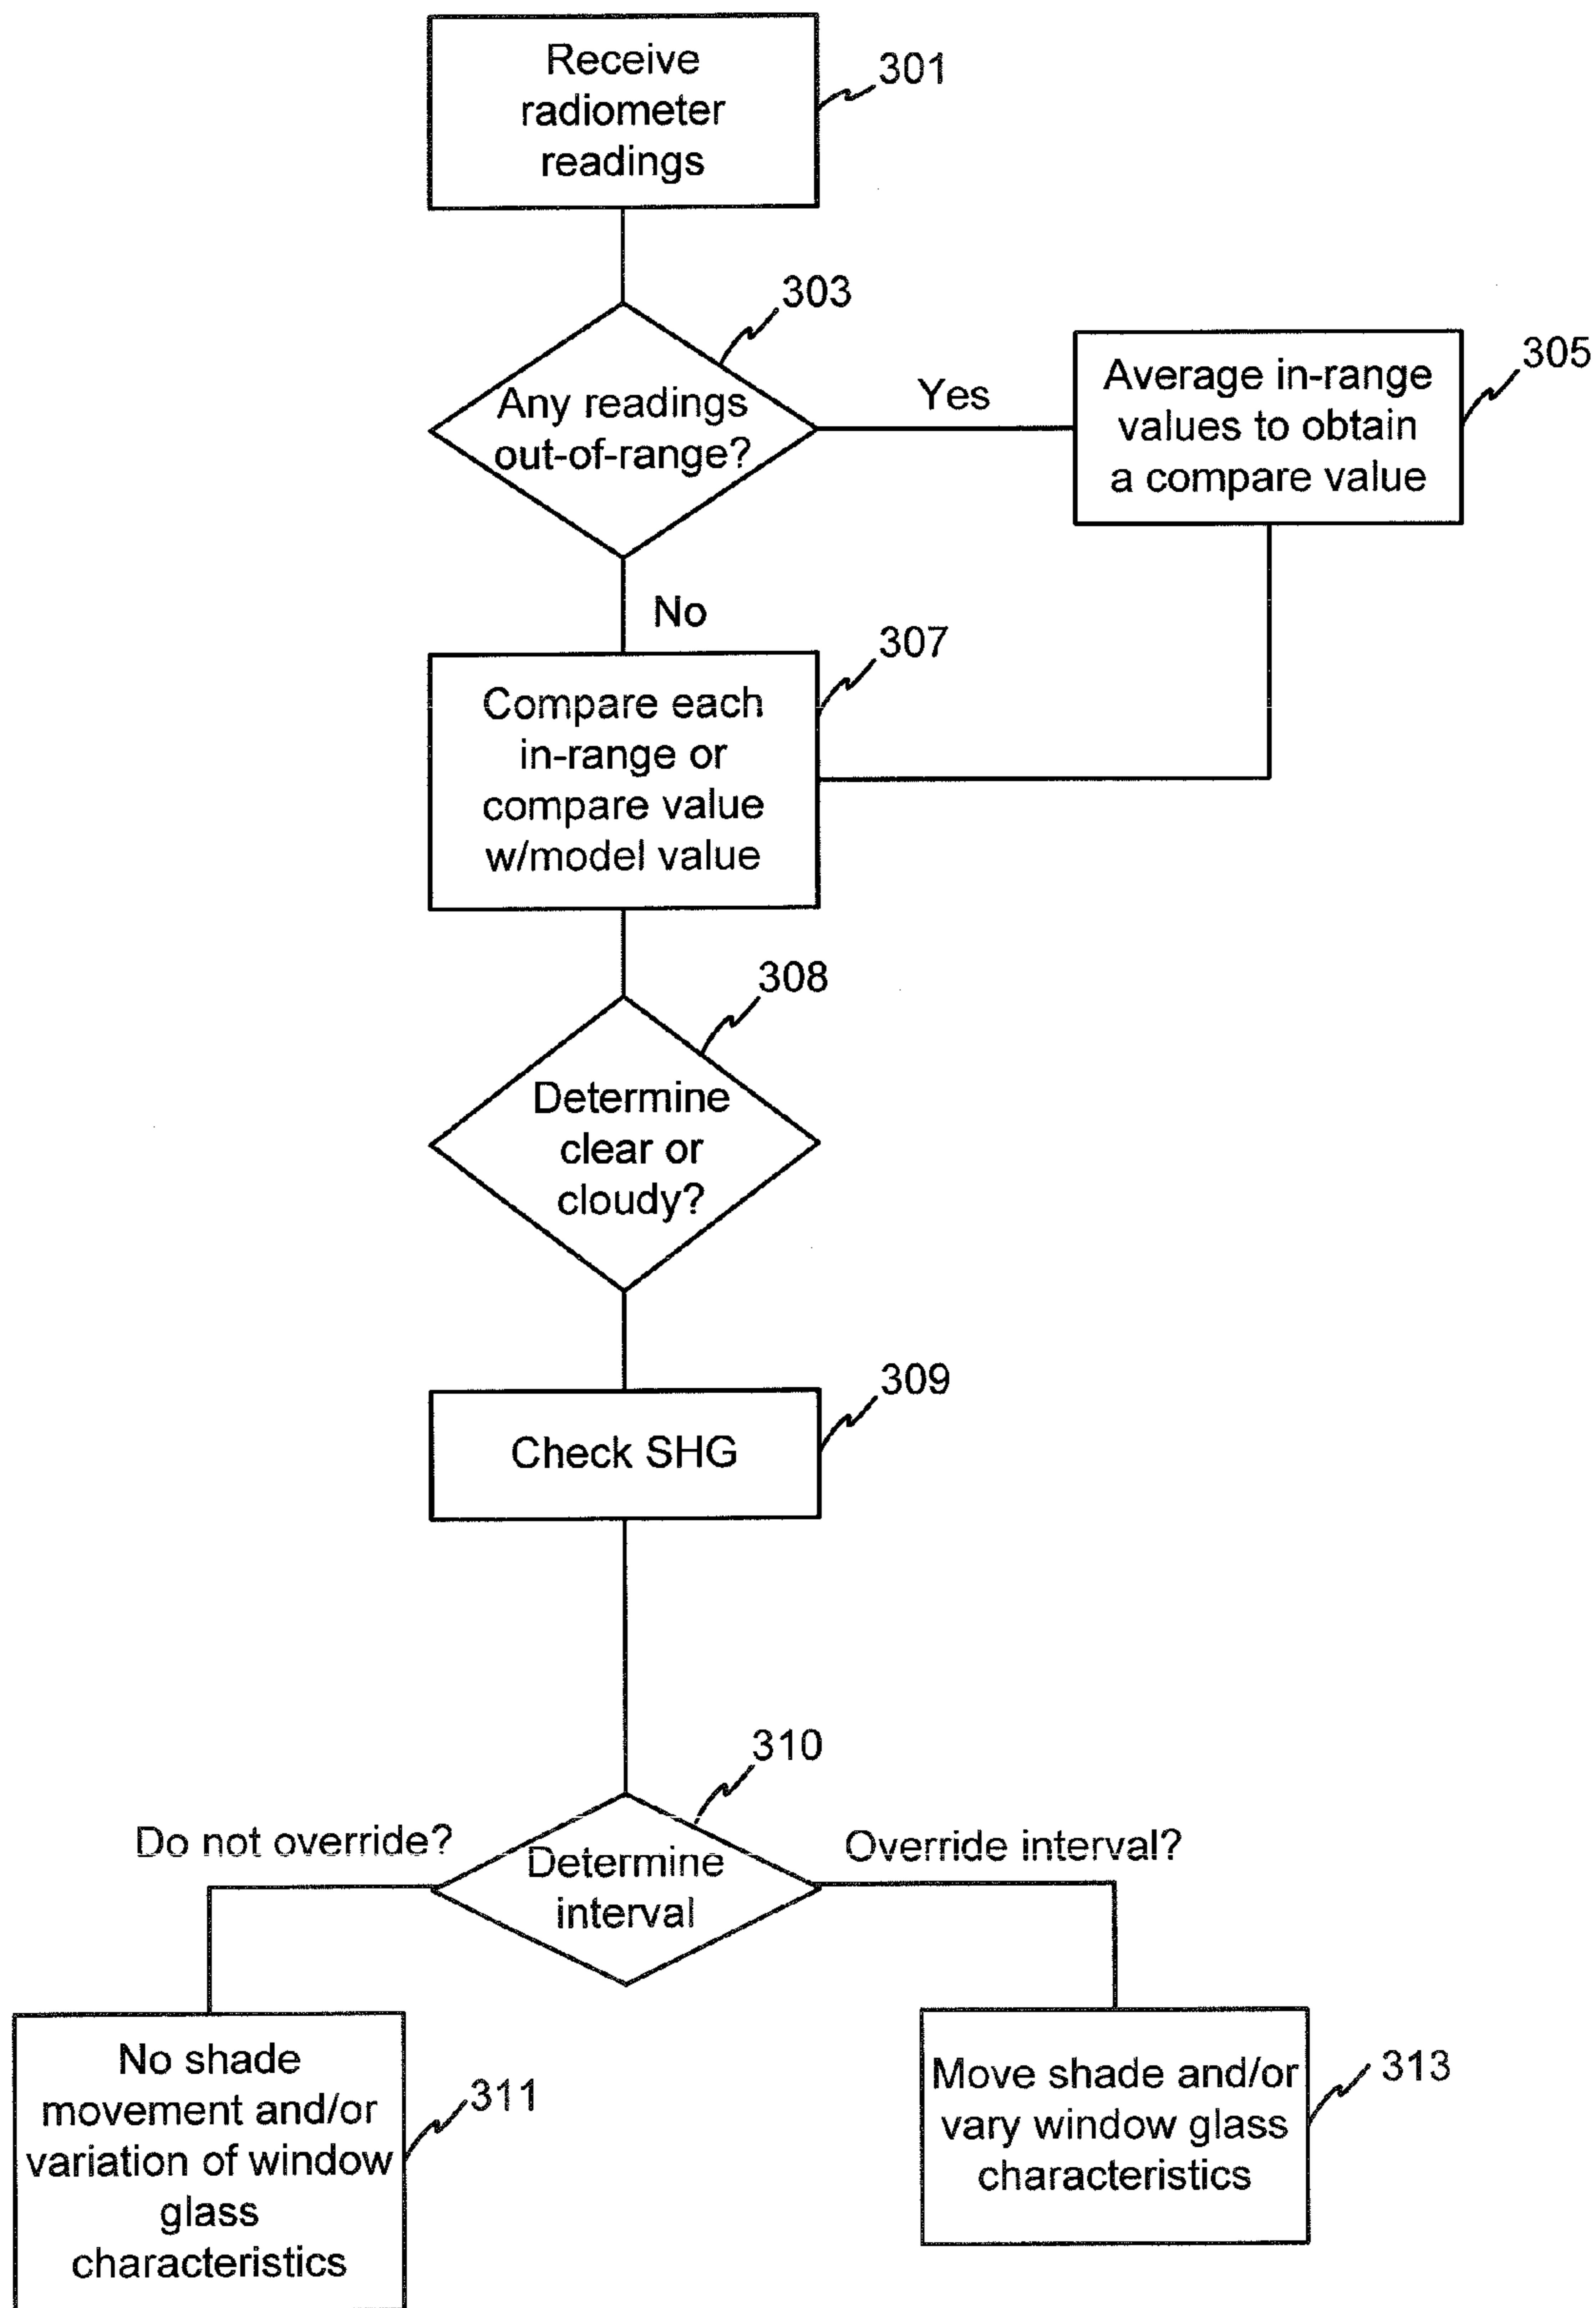 Receive
radiometer
readings
301
303
Any readings
out-of-range?
Yes
Average in-range
values to obtain
a compare value
305
No
307
Compare each
in-range or
compare value
w/model value
308
Determine
clear or
cloudy?
309
Check SHG
310
Do not override?
Determine
interval
Override interval?
No shade
movement and/or
variation of window
glass
characteristics
311
Move shade and/or
vary window glass
characteristics
313